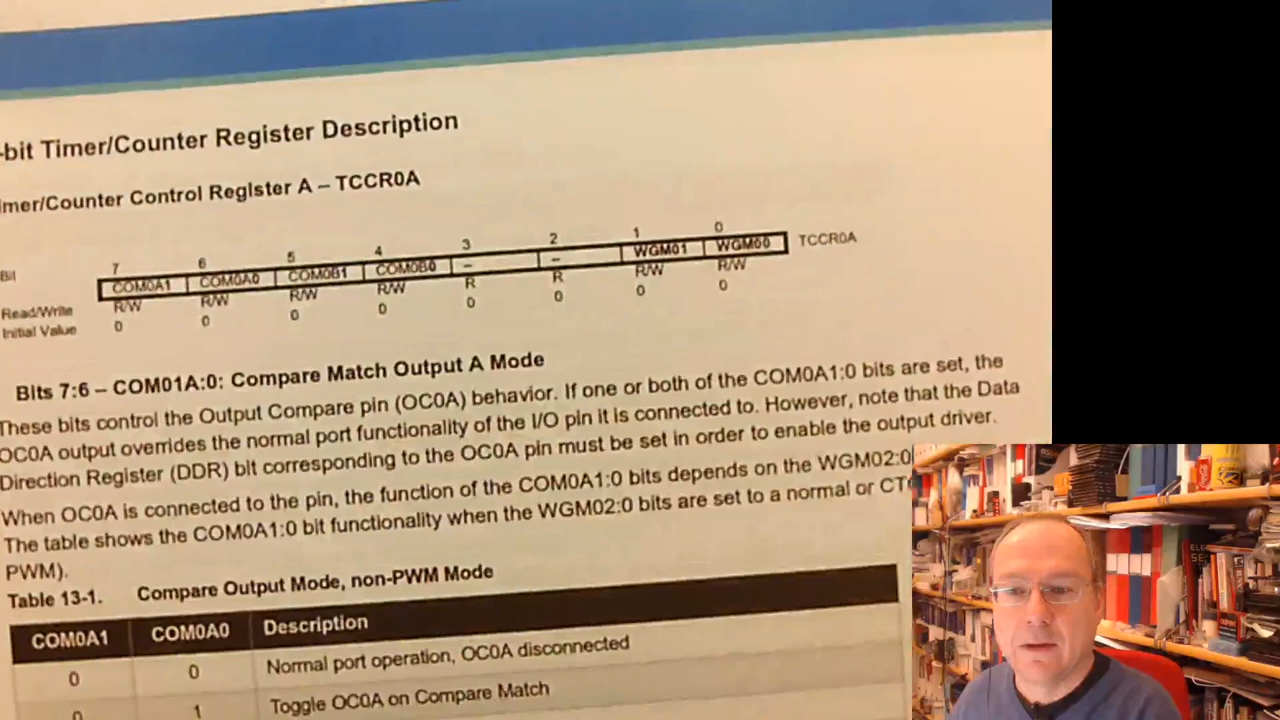 -bit Timer/Counter Register Description
imer/Counter Control Register A – TCCR0A
7 6 5 4 3 2 1 0
Bit COM0A1 COM0A0 COM0B1 COM0B0 – – WGM01 WGM00 TCCR0A
Read/Write R/W R/W R/W R/W R R R/W R/W
Initial Value 0 0 0 0 0 0 0 0
Bits 7:6 – COM01A:0: Compare Match Output A Mode
These bits control the Output Compare pin (OC0A) behavior. If one or both of the COM0A1:0 bits are set, the
OC0A output overrides the normal port functionality of the I/O pin it is connected to. However, note that the Data
Direction Register (DDR) bit corresponding to the OC0A pin must be set in order to enable the output driver.
When OC0A is connected to the pin, the function of the COM0A1:0 bits depends on the WGM02:0
The table shows the COM0A1:0 bit functionality when the WGM02:0 bits are set to a normal or CT
PWM).
Table 13-1. Compare Output Mode, non-PWM Mode
COM0A1 COM0A0 Description
0 0 Normal port operation, OC0A disconnected
0 1 Toggle OC0A on Compare Match